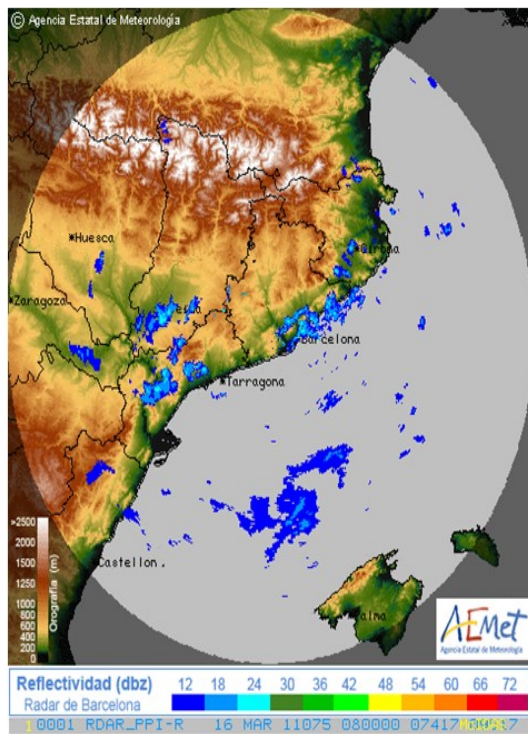 © Agencia Estatal de Meteorología
*Huesca
*Girona
*Zaragoza
Barcelona
*Tarragona
Castellon
>2500
2000
1500
1250
1000
800
600
400
200
0
Orografía (m)
AEMet
Agencia Estatal de Meteorología
Reflectividad (dbz)
Radar de Barcelona
12 18 24 30 36 42 48 54 60 66 72
1 0001 RDAR_PPI-R 16 MAR 11075 080000 07417